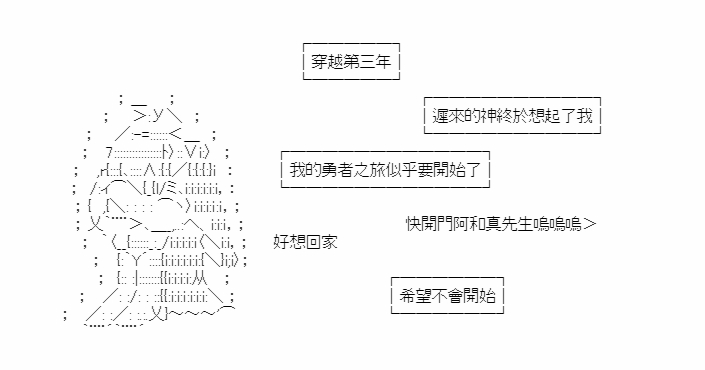 穿越第三年
遲來的神終於想起了我
我的勇者之旅似乎要開始了
快開門阿和真先生嗚嗚嗚＞
好想回家
希望不會開始